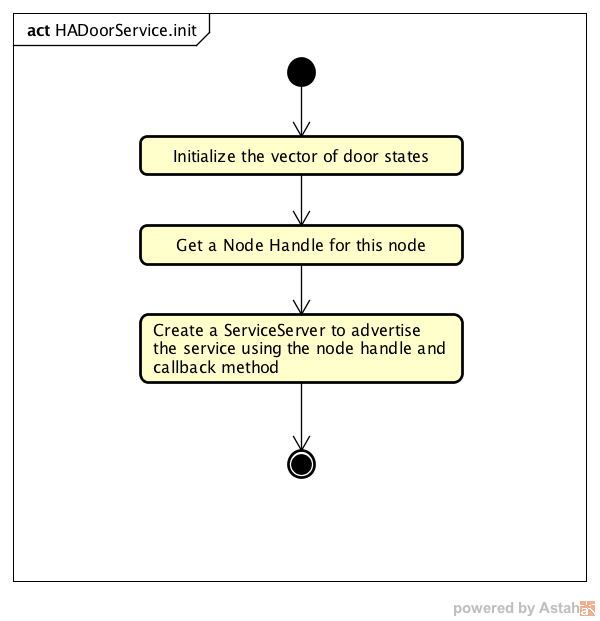 act HADoorService.init
Initialize the vector of door states
Get a Node Handle for this node
Create a ServiceServer to advertise
the service using the node handle and
callback method
powered by Astah